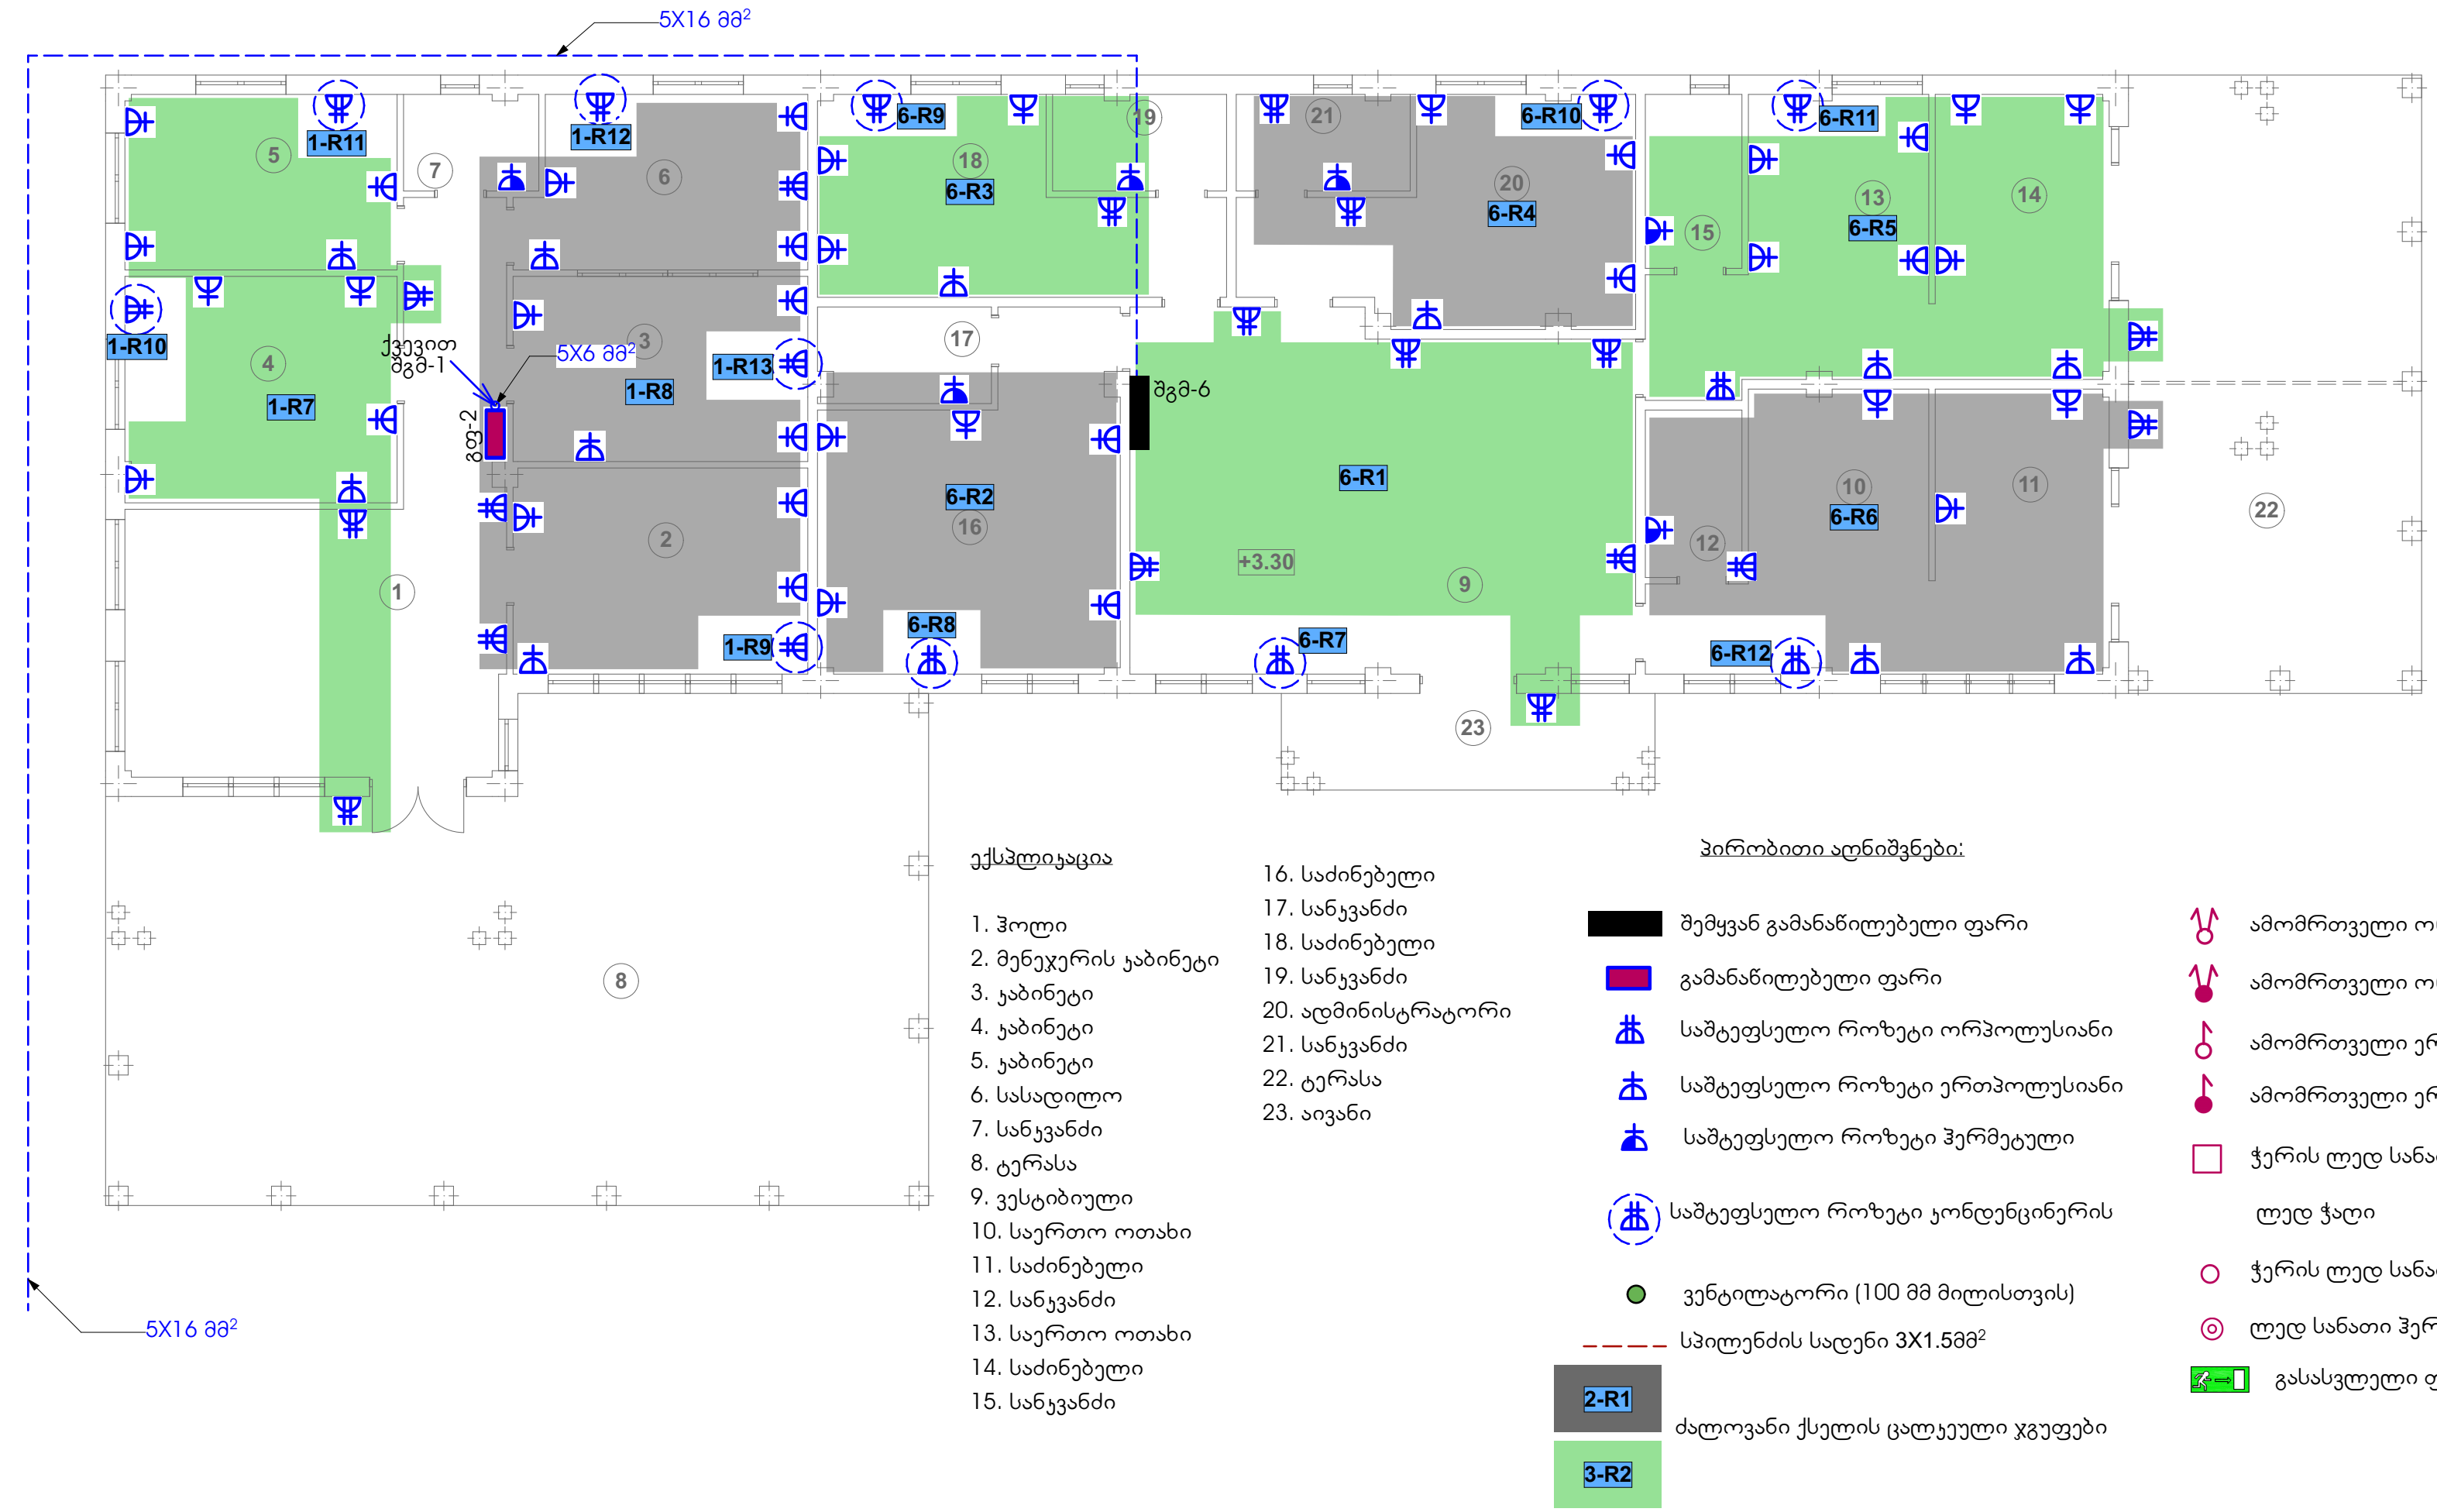 5X16 მმ²
1-R11
1-R12
6-R9
19
21
6-R10
6-R11
5
7
6
18
6-R3
20
6-R4
13
6-R5
14
15
1-R10
ქვევით
შგმ-1
5X6 მმ²
3
1-R13
17
4
1-R7
1-R8
გფ-2
შგმ-6
6-R1
6-R2
16
10
6-R6
11
22
2
12
1
+3.30
9
1-R9
6-R8
6-R7
6-R12
23
8
5X16 მმ²
ექსპლიკაცია
1. ჰოლი
2. მენეჯერის კაბინეტი
3. კაბინეტი
4. კაბინეტი
5. კაბინეტი
6. სასადილო
7. სანკვანძი
8. ტერასა
9. ვესტიბიული
10. საერთო ოთახი
11. საძინებელი
12. სანკვანძი
13. საერთო ოთახი
14. საძინებელი
15. სანკვანძი
16. საძინებელი
17. სანკვანძი
18. საძინებელი
19. სანკვანძი
20. ადმინისტრატორი
21. სანკვანძი
22. ტერასა
23. აივანი
პირობითი აღნიშვნები:
შემყვან გამანაწილებელი ფარი
გამანაწილებელი ფარი
საშტეფსელო როზეტი ორპოლუსიანი
საშტეფსელო როზეტი ერთპოლუსიანი
საშტეფსელო როზეტი ჰერმეტული
საშტეფსელო როზეტი კონდენცინერის
ვენტილატორი (100 მმ მილისთვის)
სპილენძის სადენი 3X1.5მმ²
2-R1
ძალოვანი ქსელის ცალკეული ჯგუფები
3-R2
ამომრთველი
ამომრთველი
ამომრთველი
ამომრთველი
ჭერის ლედ
ლედ ჭაღი
ჭერის ლედ
ლედ სანათი
გასასვლელი